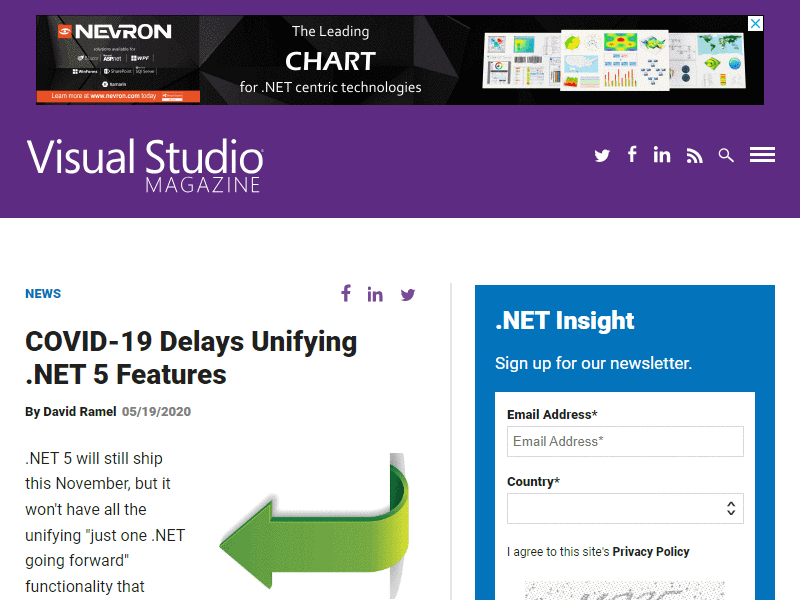 NEVRON
solutions available for
WPF
WinForms SharePoint SQL Server
Xamarin
Learn more at www.nevron.com today
The Leading
CHART
for .NET centric technologies
Visual Studio
MAGAZINE
NEWS
COVID-19 Delays Unifying
.NET 5 Features
By David Ramel 05/19/2020
.NET 5 will still ship
this November, but it
won't have all the
unifying "just one .NET
going forward"
functionality that
.NET Insight
Sign up for our newsletter.
Email Address*
Email Address*
Country*
I agree to this site's Privacy Policy